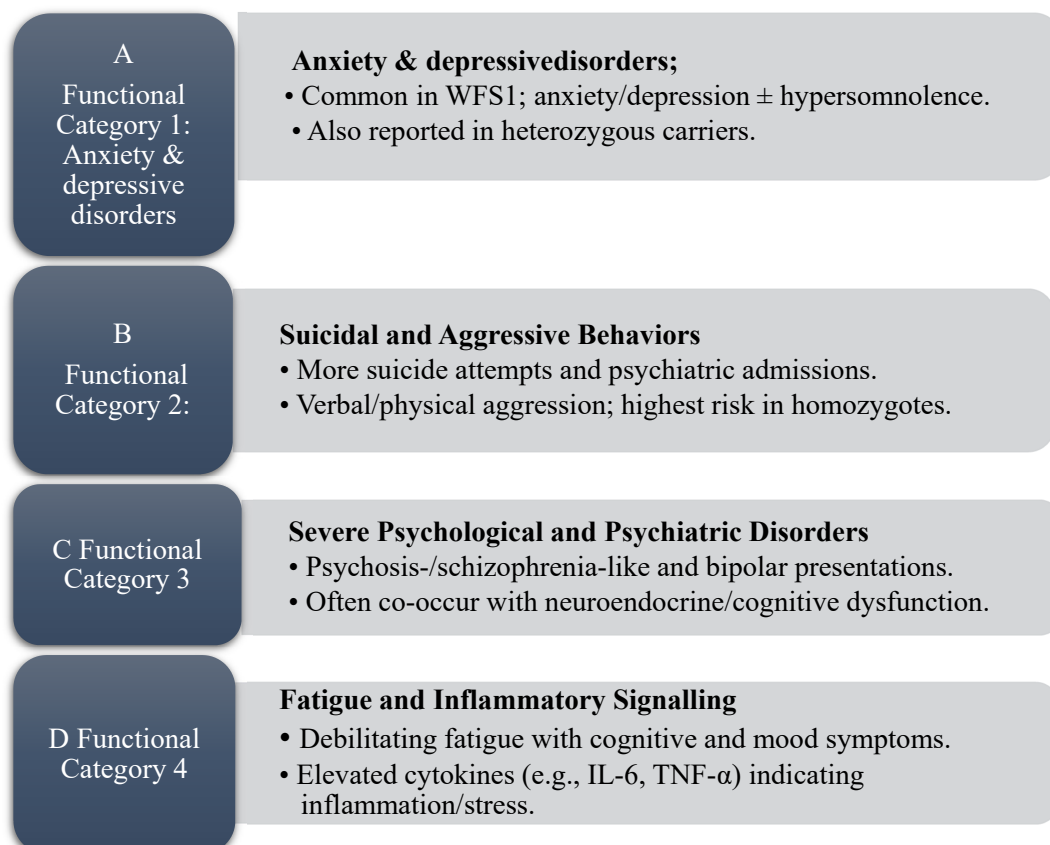 A
Functional
Category 1:
Anxiety &
depressive
disorders
Anxiety & depressivedisorders;
• Common in WFS1; anxiety/depression ± hypersomnolence.
• Also reported in heterozygous carriers.
B
Functional
Category 2:
Suicidal and Aggressive Behaviors
• More suicide attempts and psychiatric admissions.
• Verbal/physical aggression; highest risk in homozygotes.
C Functional
Category 3
Severe Psychological and Psychiatric Disorders
• Psychosis-/schizophrenia-like and bipolar presentations.
• Often co-occur with neuroendocrine/cognitive dysfunction.
D Functional
Category 4
Fatigue and Inflammatory Signalling
• Debilitating fatigue with cognitive and mood symptoms.
• Elevated cytokines (e.g., IL-6, TNF-α) indicating
inflammation/stress.